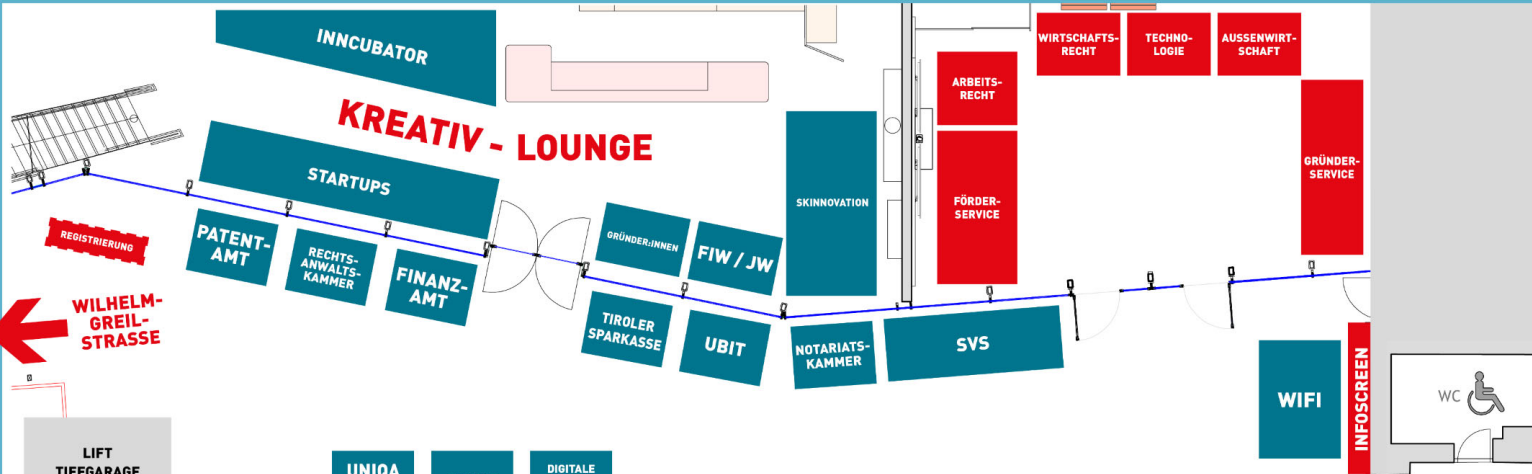 INNCUBATOR
KREATIV - LOUNGE
STARTUPS
SKINNOVATION
WIRTSCHAFTS-
RECHT
TECHNO-
LOGIE
AUSSENWIRT-
SCHAFT
ARBEITS-
RECHT
FÖRDER-
SERVICE
GRÜNDER-
SERVICE
REGISTRIERUNG
PATENT-
AMT
RECHTS-
ANWALTS-
KAMMER
FINANZ-
AMT
GRÜNDER:INNEN
FIW / JW
WILHELM-
GREIL-
STRASSE
TIROLER
SPARKASSE
UBIT
NOTARIATS-
KAMMER
SVS
WIFI
INFOSCREEN
WC
LIFT
TIEFGARAGE
UNIQA
DIGITALE